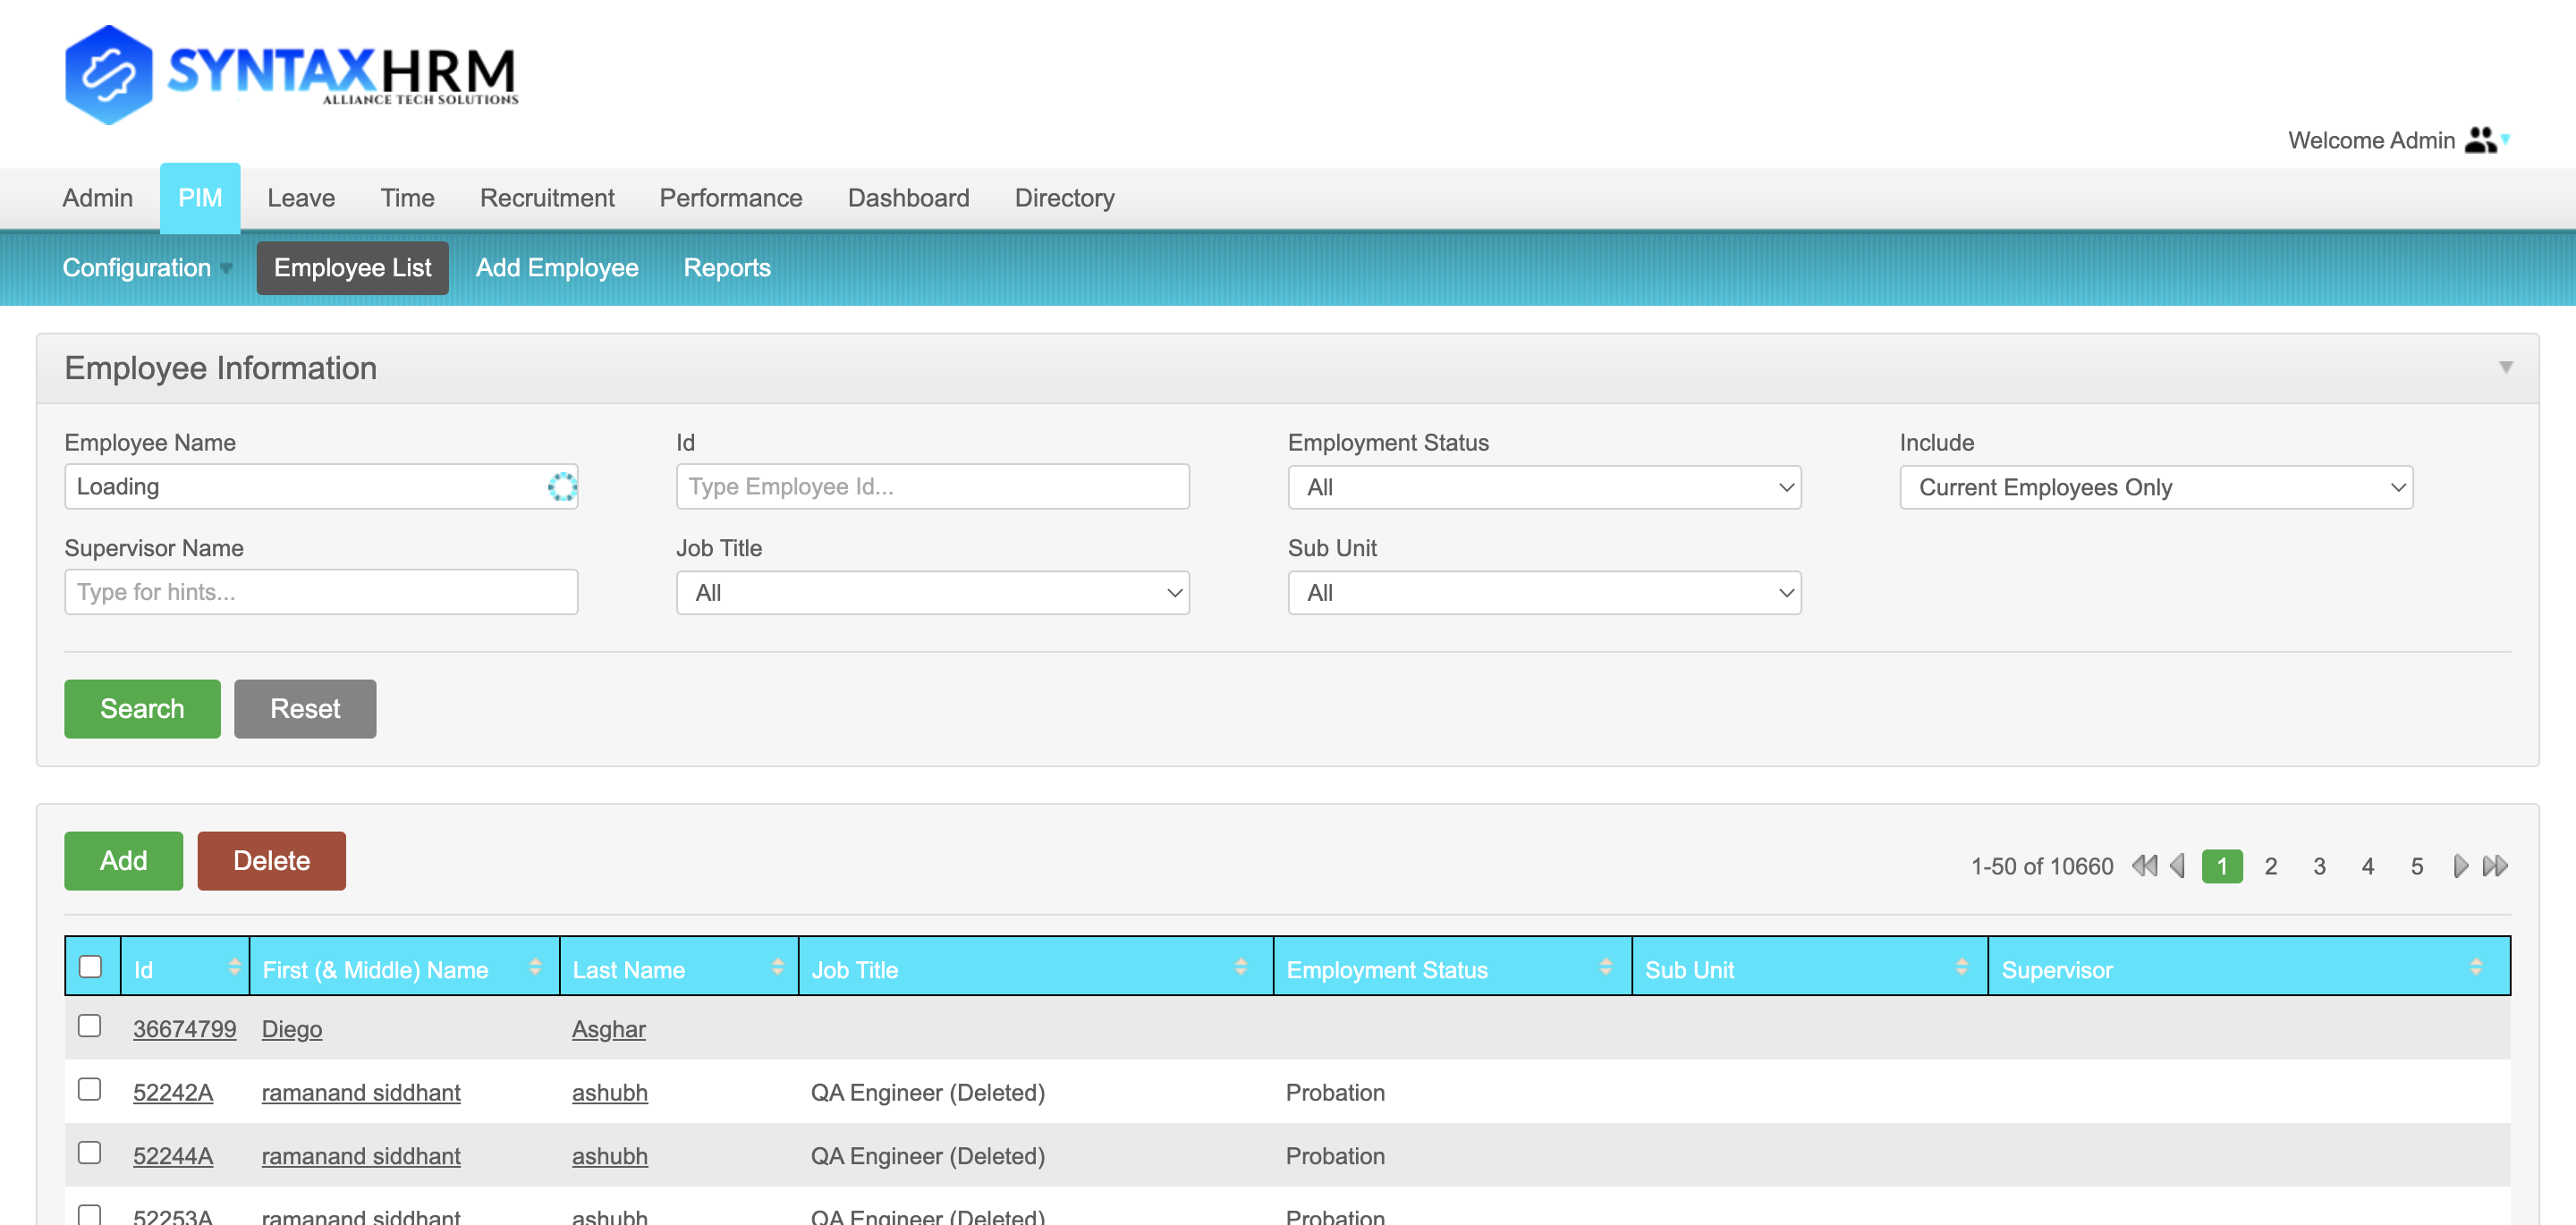 SYNTAXHRM
ALLIANCE TECH SOLUTIONS
Welcome Admin
Admin PIM Leave Time Recruitment Performance Dashboard Directory
Configuration Employee List Add Employee Reports
Employee Information
Employee Name Id Employment Status Include
Loading Type Employee Id... All Current Employees Only
Supervisor Name Job Title Sub Unit
Type for hints... All All
Search Reset
Add Delete 1-50 of 10660 1 2 3 4 5
Id First (& Middle) Name Last Name Job Title Employment Status Sub Unit Supervisor
36674799 Diego Asghar
52242A ramanand siddhant ashubh QA Engineer (Deleted) Probation
52244A ramanand siddhant ashubh QA Engineer (Deleted) Probation
52253A ramanand siddhant ashubh QA Engineer (Deleted) Probation